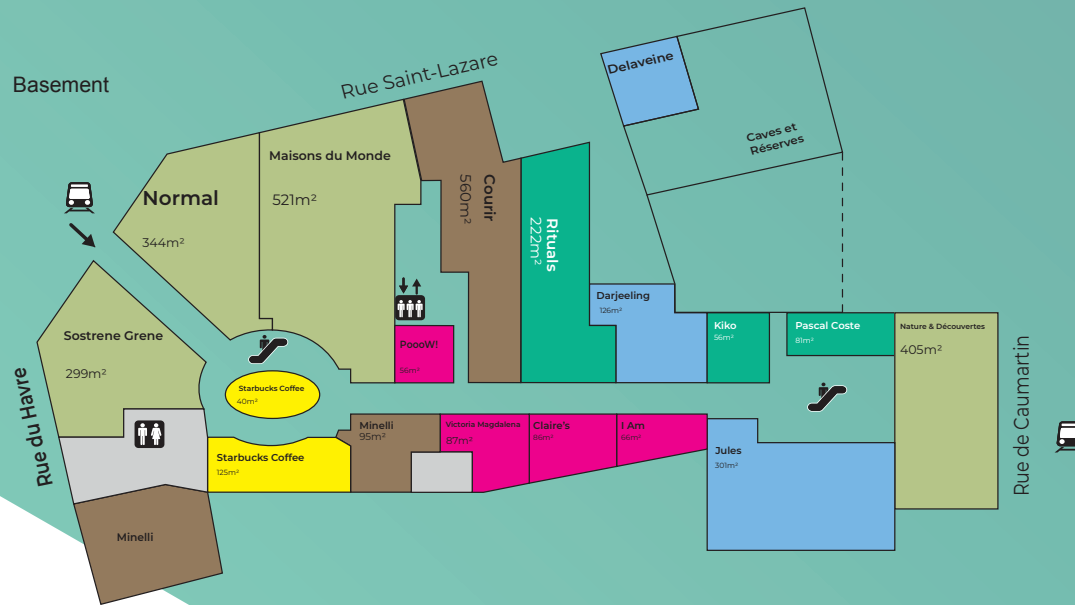 Basement
Rue Saint-Lazare
Delaveine
Caves et
Réserves
Maisons du Monde
521m²
Normal
344m²
Courir
560m²
Rituals
222m²
Darjeeling
126m²
Sostrene Grene
299m²
PoooW!
56m²
Kiko
56m²
Pascal Coste
81m²
Nature & Découvertes
405m²
Starbucks Coffee
40m²
Rue du Havre
Rue de Caumartin
Minelli
95m²
Victoria Magdalena
87m²
Claire's
86m²
I Am
66m²
Starbucks Coffee
125m²
Jules
301m²
Minelli